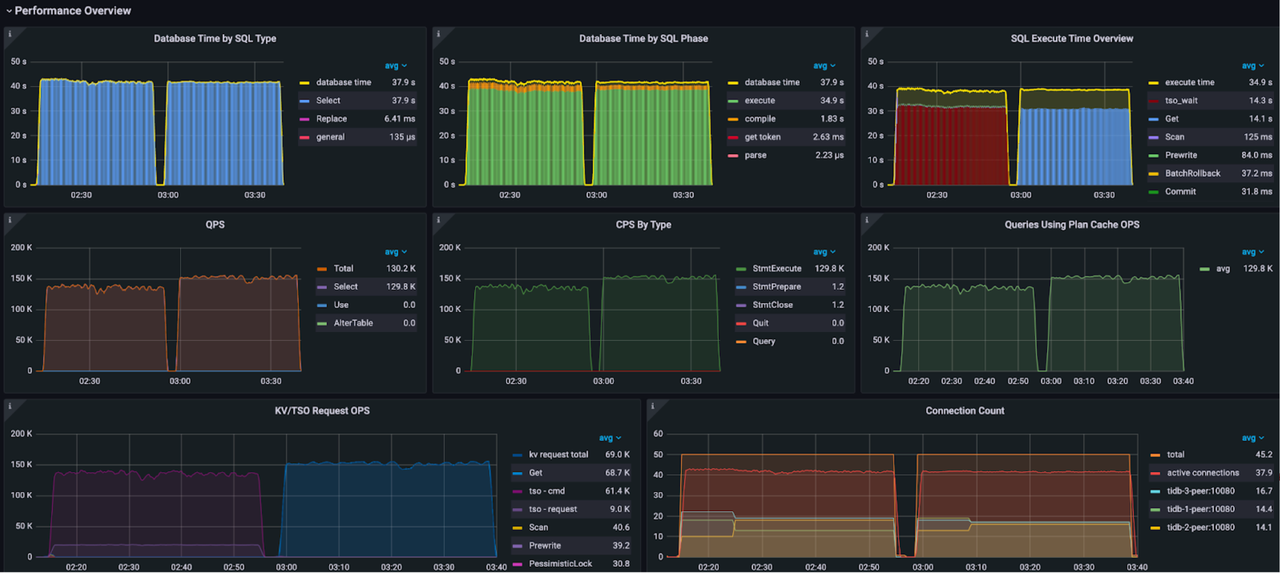 Performance Overview
Database Time by SQL Type
50 s
40 s
30 s
20 s
10 s
0 s
02:30
03:00
03:30
avg
database time 37.9 s
Select 37.9 s
Replace 6.41 ms
general 135 µs
Database Time by SQL Phase
50 s
40 s
30 s
20 s
10 s
0 s
02:30
03:00
03:30
avg
database time 37.9 s
execute 34.9 s
compile 1.83 s
get token 2.63 ms
parse 2.23 µs
SQL Execute Time Overview
50 s
40 s
30 s
20 s
10 s
0 s
02:30
03:00
03:30
avg
execute time 34.9 s
tso_wait 14.3 s
Get 14.1 s
Scan 125 ms
Prewrite 84.0 ms
BatchRollback 37.2 ms
Commit 31.8 ms
QPS
200 K
150 K
100 K
50 K
0
02:30
03:00
03:30
avg
Total 130.2 K
Select 129.8 K
Use 0.0
AlterTable 0.0
CPS By Type
200 K
150 K
100 K
50 K
0
02:30
03:00
03:30
avg
StmtExecute 129.8 K
StmtPrepare 1.2
StmtClose 1.2
Quit 0.0
Query 0.0
Queries Using Plan Cache OPS
200 K
150 K
100 K
50 K
0
02:20
02:30
02:40
02:50
03:00
03:10
03:20
03:30
03:40
avg
avg 129.8 K
KV/TSO Request OPS
200 K
150 K
100 K
50 K
0
02:20
02:30
02:40
02:50
03:00
03:10
03:20
03:30
03:40
avg
kv request total 69.0 K
Get 68.7 K
tso - cmd 61.4 K
tso - request 9.0 K
Scan 40.6
Prewrite 39.2
PessimisticLock 30.8
Connection Count
60
50
40
30
20
10
0
02:20
02:30
02:40
02:50
03:00
03:10
03:20
03:30
03:40
avg
total 45.2
active connections 37.9
tidb-3-peer:10080 16.7
tidb-1-peer:10080 14.4
tidb-2-peer:10080 14.1